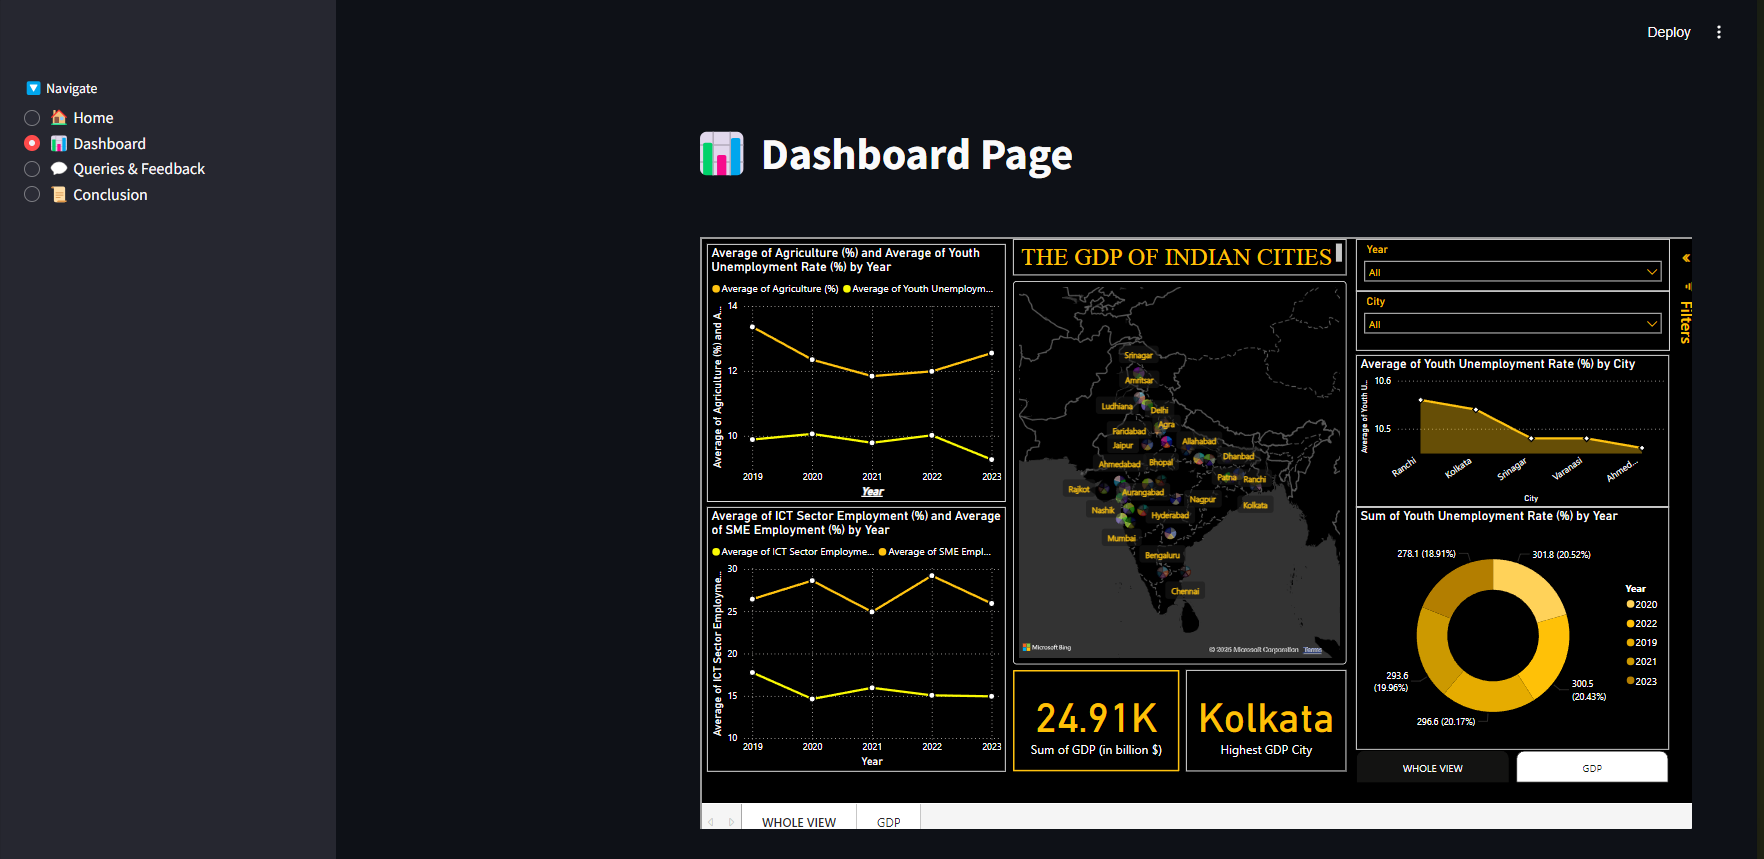 Deploy
Navigate
Home
Dashboard
Queries & Feedback
Conclusion
Dashboard Page
Average of Agriculture (%) and Average of Youth
Unemployment Rate (%) by Year
Average of Agriculture (%) Average of Youth Unemploym...
Average of Agriculture (%) and A...
14
12
10
2019 2020 2021 2022 2023
Year
Average of ICT Sector Employment (%) and Average
of SME Employment (%) by Year
Average of ICT Sector Employme... Average of SME Empl...
Average of ICT Sector Employme...
30
25
20
15
10
2019 2020 2021 2022 2023
Year
THE GDP OF INDIAN CITIES
Srinagar
Amritsar
Ludhiana
Delhi
Agra
Faridabad
Jaipur
Allahabad
Ahmedabad
Bhopal
Dhanbad
Patna
Ranchi
Rajkot
Aurangabad
Nagpur
Kolkata
Nashik
Hyderabad
Mumbai
Bengaluru
Chennai
Microsoft Bing
© 2025 Microsoft Corporation Terms
24.91K
Sum of GDP (in billion $)
Kolkata
Highest GDP City
Year
All
City
All
Filters
Average of Youth Unemployment Rate (%) by City
Average of Youth U...
10.6
10.5
Ranchi
Kolkata
Srinagar
Varanasi
Ahmed...
City
Sum of Youth Unemployment Rate (%) by Year
278.1 (18.91%)
301.8 (20.52%)
293.6
(19.96%)
300.5
(20.43%)
296.6 (20.17%)
Year
2020
2022
2019
2021
2023
WHOLE VIEW
GDP
WHOLE VIEW
GDP